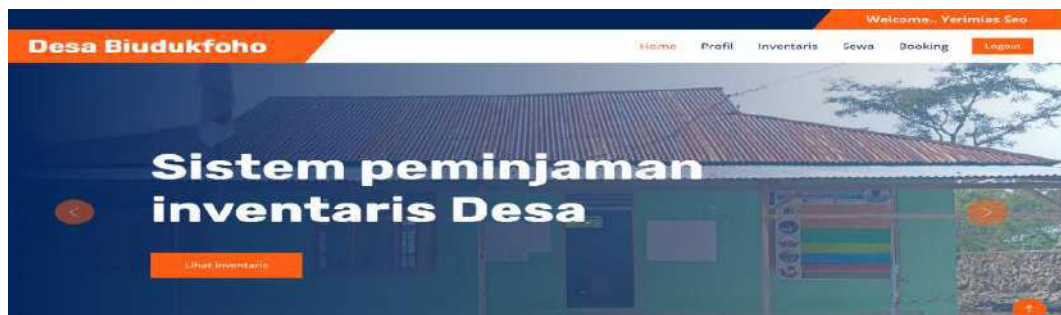 Welcome.. Yerimias Seo
Desa Biudukfoho
Home Profil Inventaris Sewa Booking Logout
Sistem peminjaman
inventaris Desa
Lihat inventaris